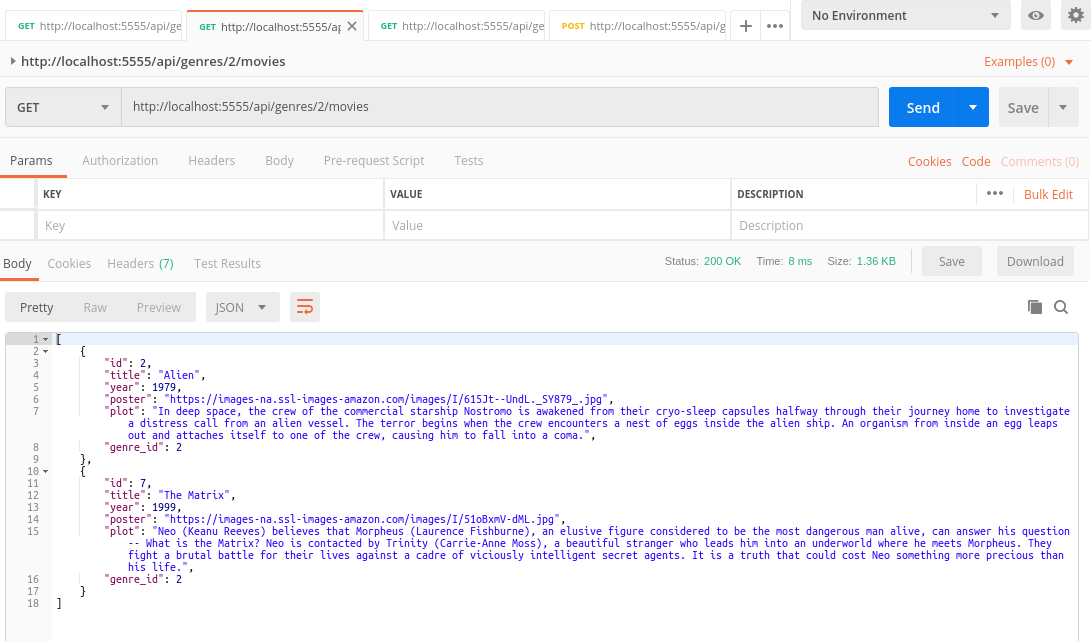 GET http://localhost:5555/api/ge
GET http://localhost:5555/ap
GET http://localhost:5555/api/ge
POST http://localhost:5555/api/g
No Environment
http://localhost:5555/api/genres/2/movies
Examples (0)
GET http://localhost:5555/api/genres/2/movies
Send
Save
Params Authorization Headers Body Pre-request Script Tests
Cookies Code Comments (0)
KEY VALUE DESCRIPTION Bulk Edit
Key Value Description
Body Cookies Headers (7) Test Results
Status: 200 OK Time: 8 ms Size: 1.36 KB Save Download
Pretty Raw Preview JSON
1 [
2 {
3 "id": 2,
4 "title": "Alien",
5 "year": 1979,
6 "poster": "https://images-na.ssl-images-amazon.com/images/I/615Jt--UndL._SY879_.jpg",
7 "plot": "In deep space, the crew of the commercial starship Nostromo is awakened from their cryo-sleep capsules halfway through their journey home to investigate
a distress call from an alien vessel. The terror begins when the crew encounters a nest of eggs inside the alien ship. An organism from inside an egg leaps
out and attaches itself to one of the crew, causing him to fall into a coma.",
8 "genre_id": 2
9 },
10 {
11 "id": 7,
12 "title": "The Matrix",
13 "year": 1999,
14 "poster": "https://images-na.ssl-images-amazon.com/images/I/51oBxmV-dML.jpg",
15 "plot": "Neo (Keanu Reeves) believes that Morpheus (Laurence Fishburne), an elusive figure considered to be the most dangerous man alive, can answer his question
-- What is the Matrix? Neo is contacted by Trinity (Carrie-Anne Moss), a beautiful stranger who leads him into an underworld where he meets Morpheus. They
fight a brutal battle for their lives against a cadre of viciously intelligent secret agents. It is a truth that could cost Neo something more precious than
his life.",
16 "genre_id": 2
17 }
18 ]